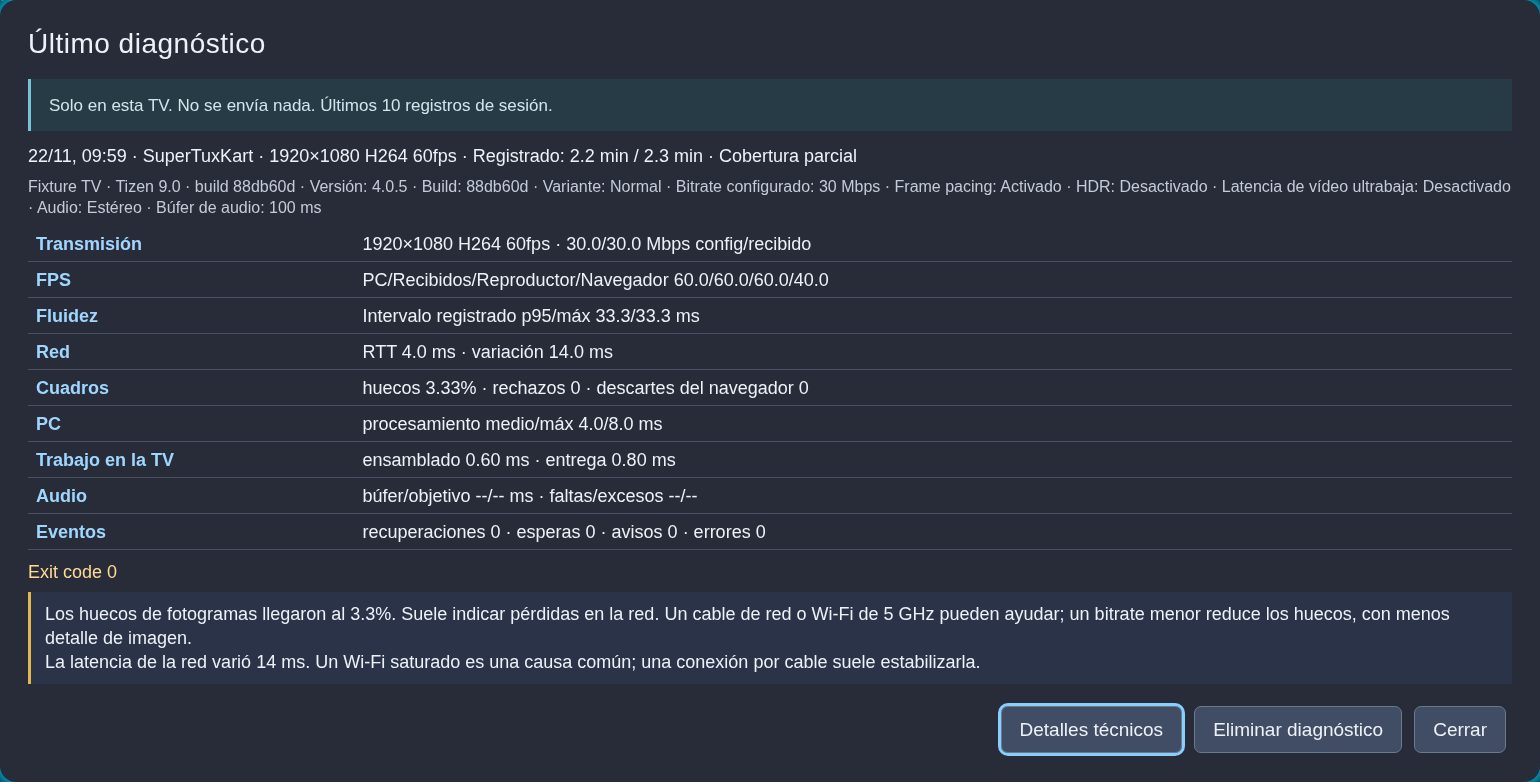 Último diagnóstico
Solo en esta TV. No se envía nada. Últimos 10 registros de sesión.
22/11, 09:59 · SuperTuxKart · 1920×1080 H264 60fps · Registrado: 2.2 min / 2.3 min · Cobertura parcial
Fixture TV · Tizen 9.0 · build 88db60d · Versión: 4.0.5 · Build: 88db60d · Variante: Normal · Bitrate configurado: 30 Mbps · Frame pacing: Activado · HDR: Desactivado · Latencia de vídeo ultrabaja: Desactivado
· Audio: Estéreo · Búfer de audio: 100 ms
Transmisión 1920×1080 H264 60fps · 30.0/30.0 Mbps config/recibido
FPS PC/Recibidos/Reproductor/Navegador 60.0/60.0/60.0/40.0
Fluidez Intervalo registrado p95/máx 33.3/33.3 ms
Red RTT 4.0 ms · variación 14.0 ms
Cuadros huecos 3.33% · rechazos 0 · descartes del navegador 0
PC procesamiento medio/máx 4.0/8.0 ms
Trabajo en la TV ensamblado 0.60 ms · entrega 0.80 ms
Audio búfer/objetivo --/-- ms · faltas/excesos --/--
Eventos recuperaciones 0 · esperas 0 · avisos 0 · errores 0
Exit code 0
Los huecos de fotogramas llegaron al 3.3%. Suele indicar pérdidas en la red. Un cable de red o Wi-Fi de 5 GHz pueden ayudar; un bitrate menor reduce los huecos, con menos
detalle de imagen.
La latencia de la red varió 14 ms. Un Wi-Fi saturado es una causa común; una conexión por cable suele estabilizarla.
Detalles técnicos Eliminar diagnóstico Cerrar